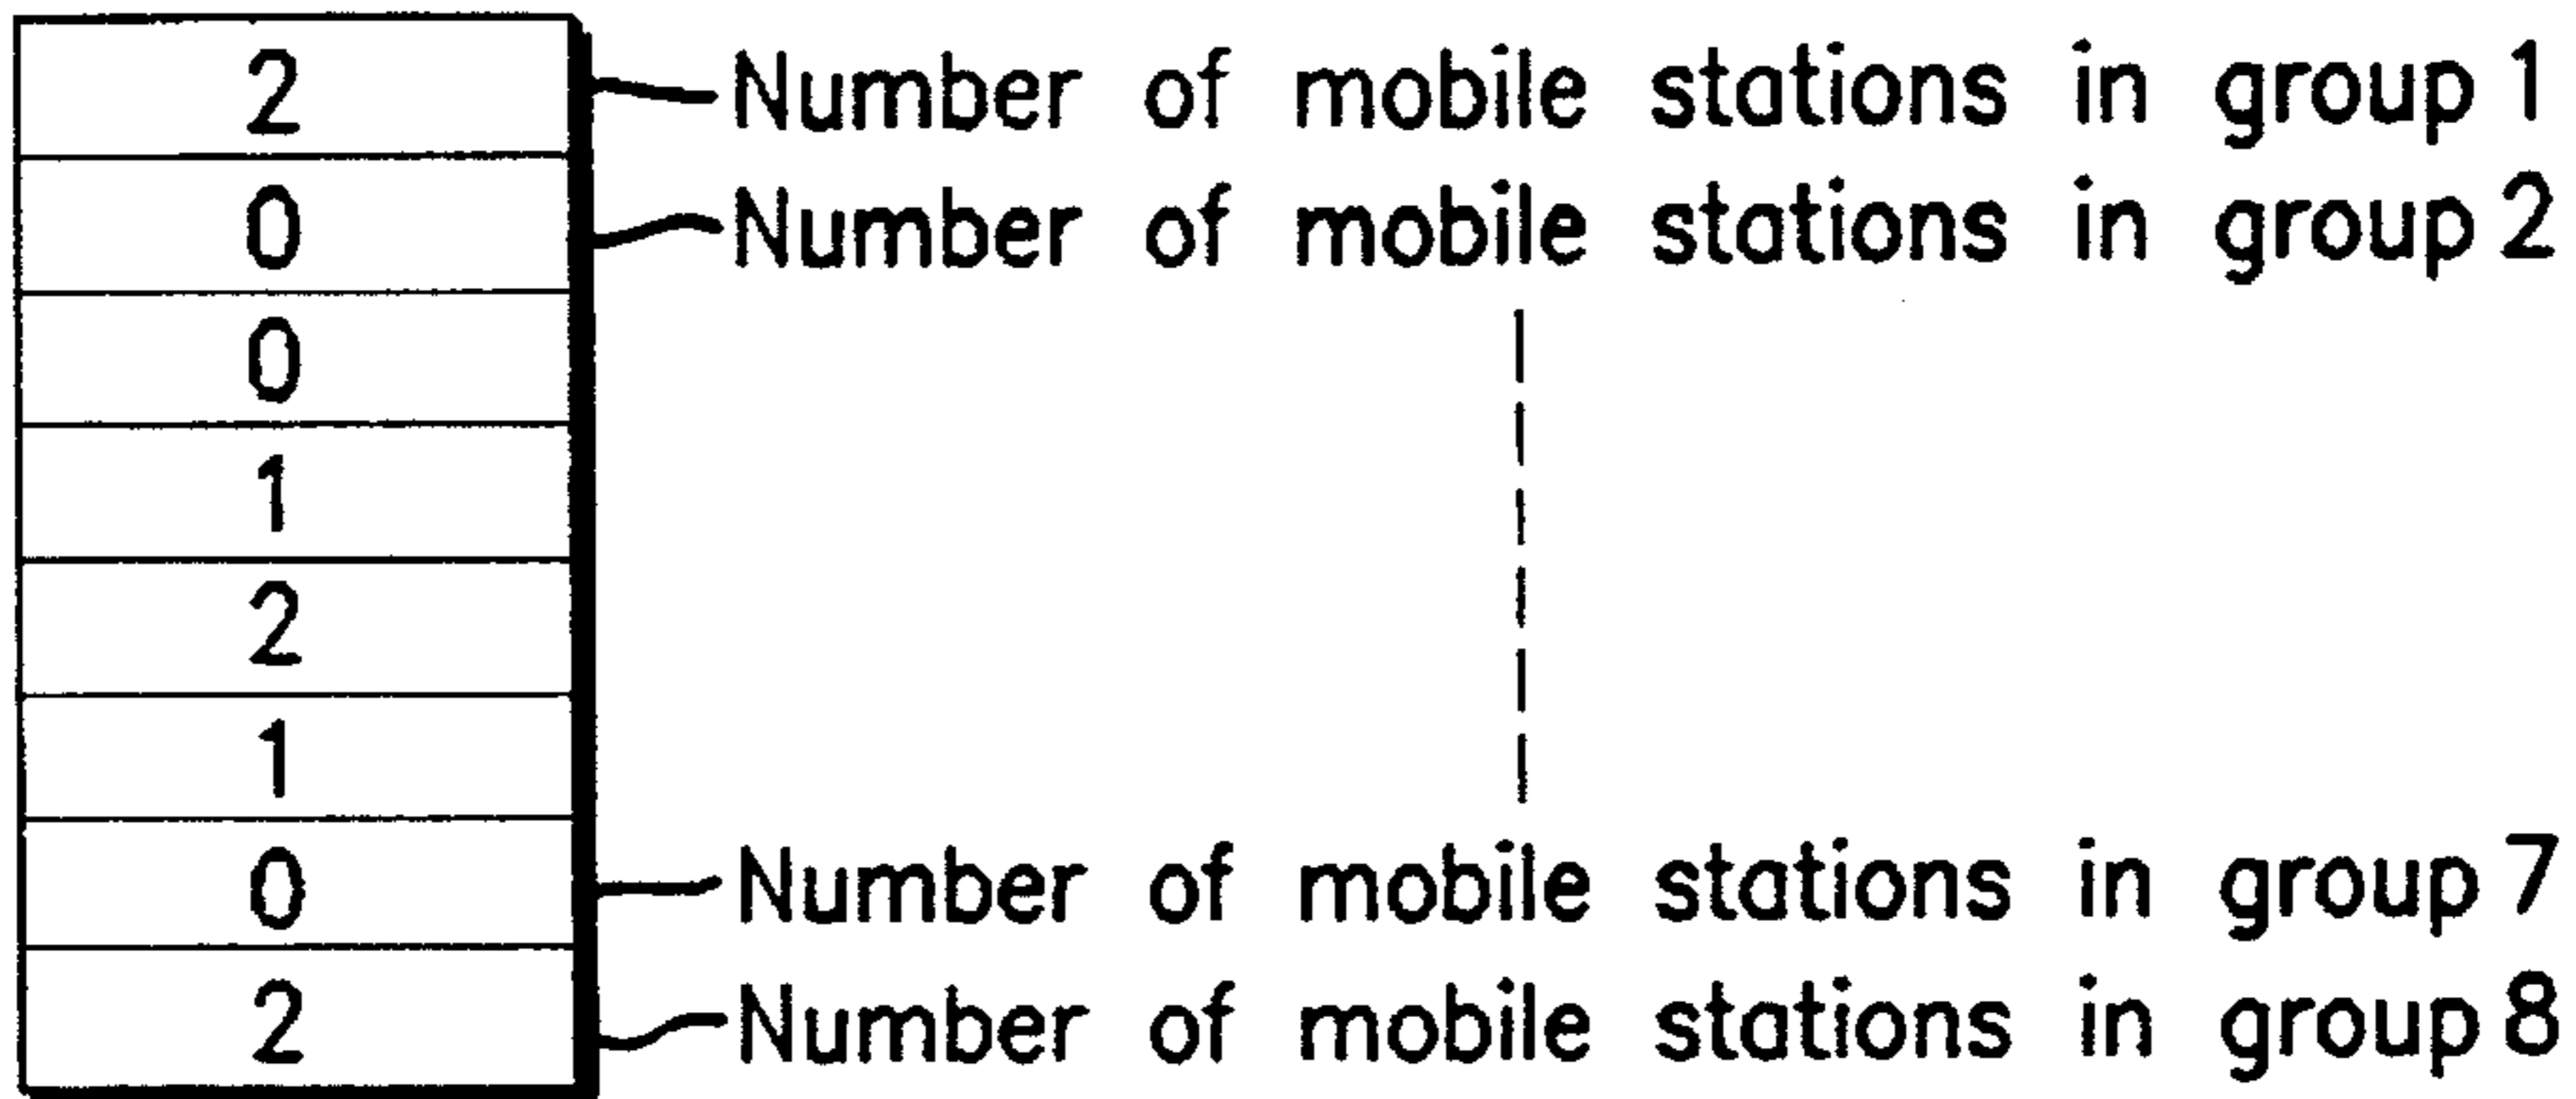 2 Number of mobile stations in group 1
0 Number of mobile stations in group 2
0
1
2
1
0 Number of mobile stations in group 7
2 Number of mobile stations in group 8